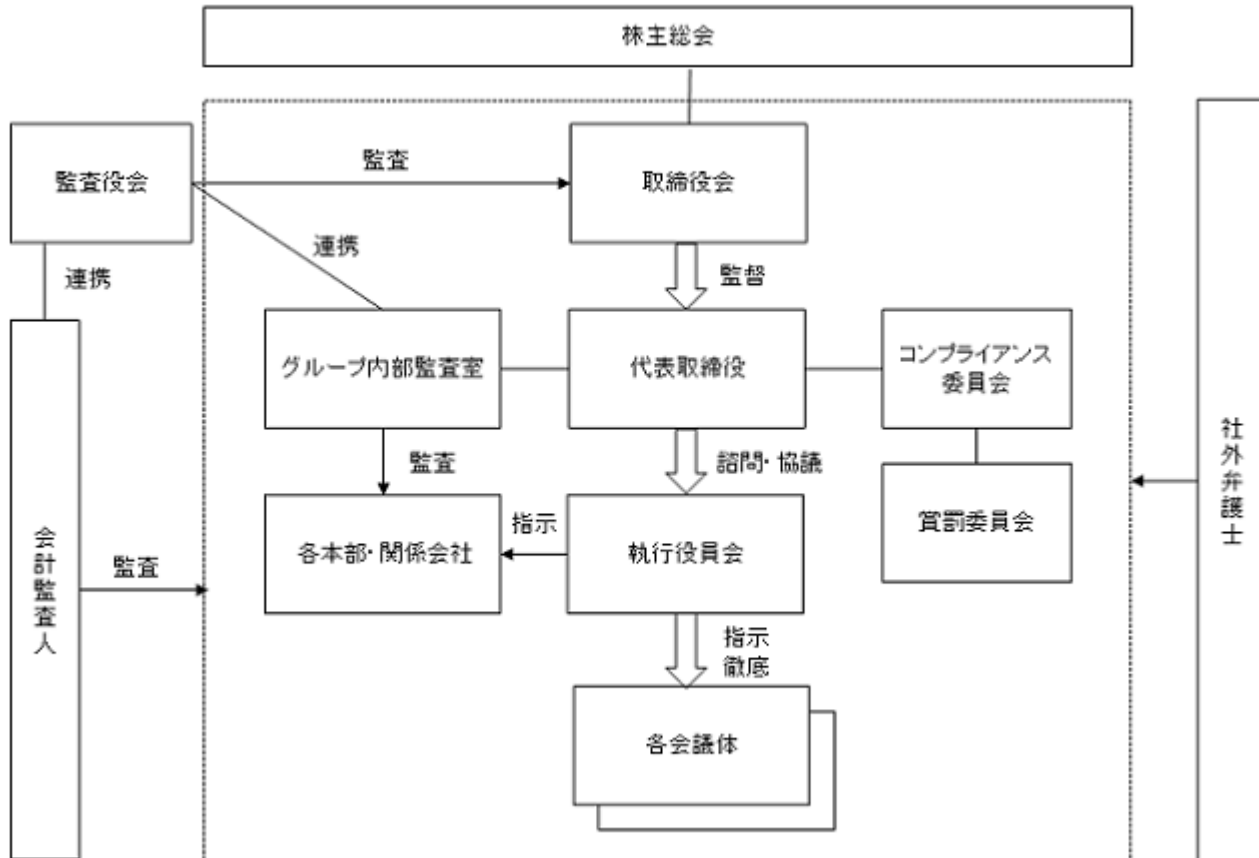 株主総会
監査役会
監査
取締役会
連携
連携
監督
グループ内部監査室
代表取締役
コンプライアンス
委員会
監査
諮問・協議
賞罰委員会
各本部・関係会社
指示
執行役員会
会計監査人
監査
社外弁護士
指示
徹底
各会議体